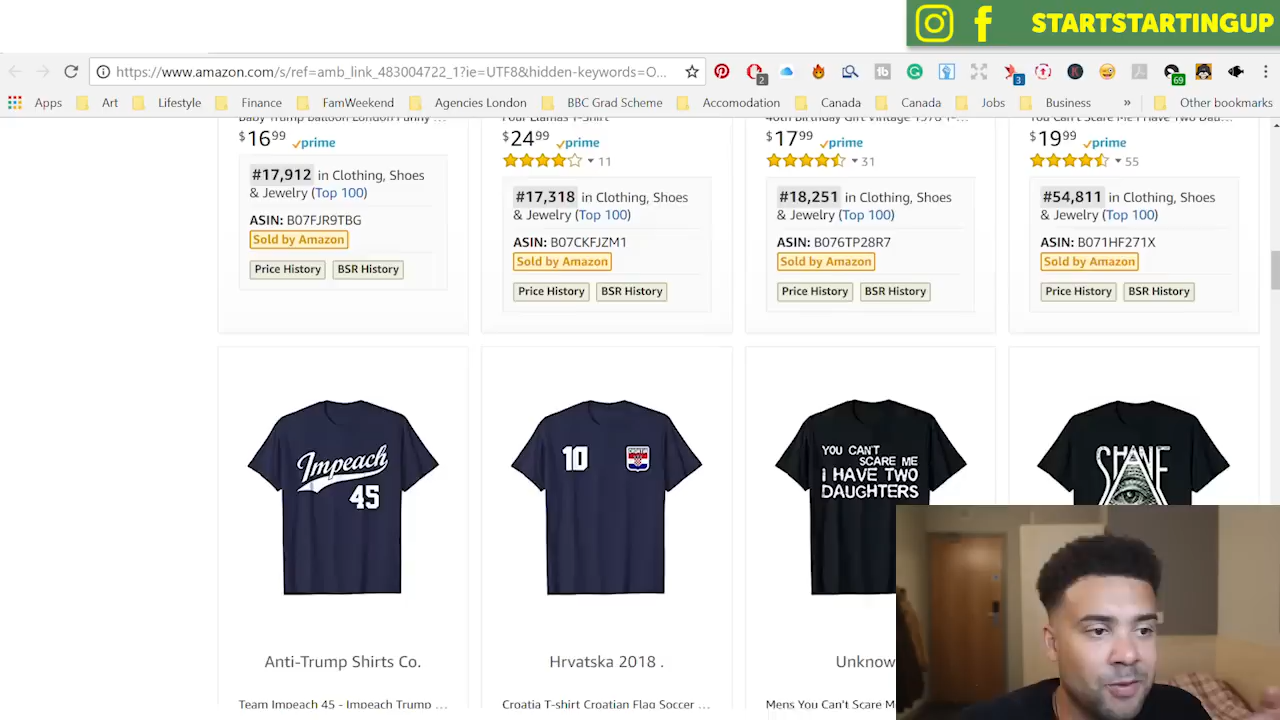 STARTSTARTINGUP
https://www.amazon.com/s/ref=amb_link_483004722_1?ie=UTF8&hidden-keywords=O...
2
3
69
Apps Art Lifestyle Finance FamWeekend Agencies London BBC Grad Scheme Accomodation Canada Canada Jobs Business » Other bookmarks
Baby Trump Balloon London Funny ...
$16 99 prime
#17,912 in Clothing, Shoes
& Jewelry (Top 100)
ASIN: B07FJR9TBG
Sold by Amazon
Price History BSR History
Your Llamas T-Shirt
$24 99 prime
11
#17,318 in Clothing, Shoes
& Jewelry (Top 100)
ASIN: B07CKFJZM1
Sold by Amazon
Price History BSR History
40th Birthday Gift Vintage 1978 T-...
$17 99 prime
31
#18,251 in Clothing, Shoes
& Jewelry (Top 100)
ASIN: B076TP28R7
Sold by Amazon
Price History BSR History
You Can't Scare Me I Have Two Dau...
$19 99 prime
55
#54,811 in Clothing, Shoes
& Jewelry (Top 100)
ASIN: B071HF271X
Sold by Amazon
Price History BSR History
Impeach
45
Anti-Trump Shirts Co.
Team Impeach 45 - Impeach Trump ...
10
CROATIA
Hrvatska 2018 .
Croatia T-shirt Croatian Flag Soccer ...
YOU CAN'T
SCARE ME
I HAVE TWO
DAUGHTERS
Unknow
Mens You Can't Scare M
SHANE